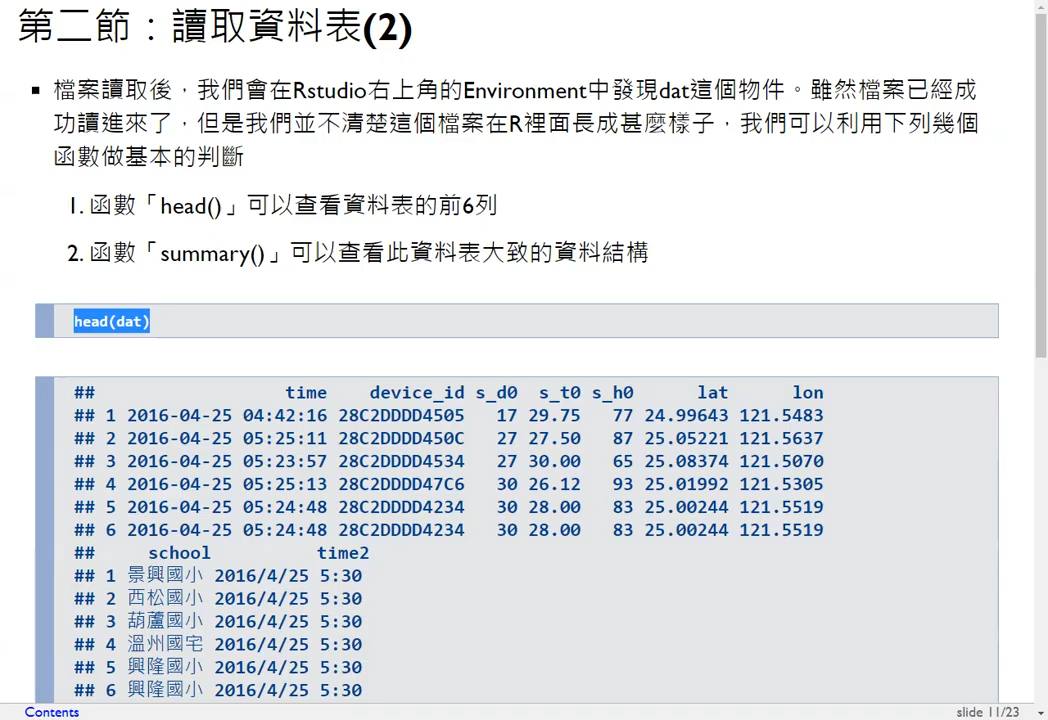 第二節：讀取資料表(2)
▪ 檔案讀取後，我們會在Rstudio右上角的Environment中發現dat這個物件。雖然檔案已經成
功讀進來了，但是我們並不清楚這個檔案在R裡面長成甚麼樣子，我們可以利用下列幾個
函數做基本的判斷
1. 函數「head()」可以查看資料表的前6列
2. 函數「summary()」可以查看此資料表大致的資料結構
head(dat)
##                  time    device_id s_d0  s_t0 s_h0      lat      lon
## 1 2016-04-25 04:42:16 28C2DDDD4505   17 29.75   77 24.99643 121.5483
## 2 2016-04-25 05:25:11 28C2DDDD450C   27 27.50   87 25.05221 121.5637
## 3 2016-04-25 05:23:57 28C2DDDD4534   27 30.00   65 25.08374 121.5070
## 4 2016-04-25 05:25:13 28C2DDDD47C6   30 26.12   93 25.01992 121.5305
## 5 2016-04-25 05:24:48 28C2DDDD4234   30 28.00   83 25.00244 121.5519
## 6 2016-04-25 05:24:48 28C2DDDD4234   30 28.00   83 25.00244 121.5519
##     school          time2
## 1 景興國小 2016/4/25 5:30
## 2 西松國小 2016/4/25 5:30
## 3 葫蘆國小 2016/4/25 5:30
## 4 溫州國宅 2016/4/25 5:30
## 5 興隆國小 2016/4/25 5:30
## 6 興隆國小 2016/4/25 5:30
Contents
slide 11/23